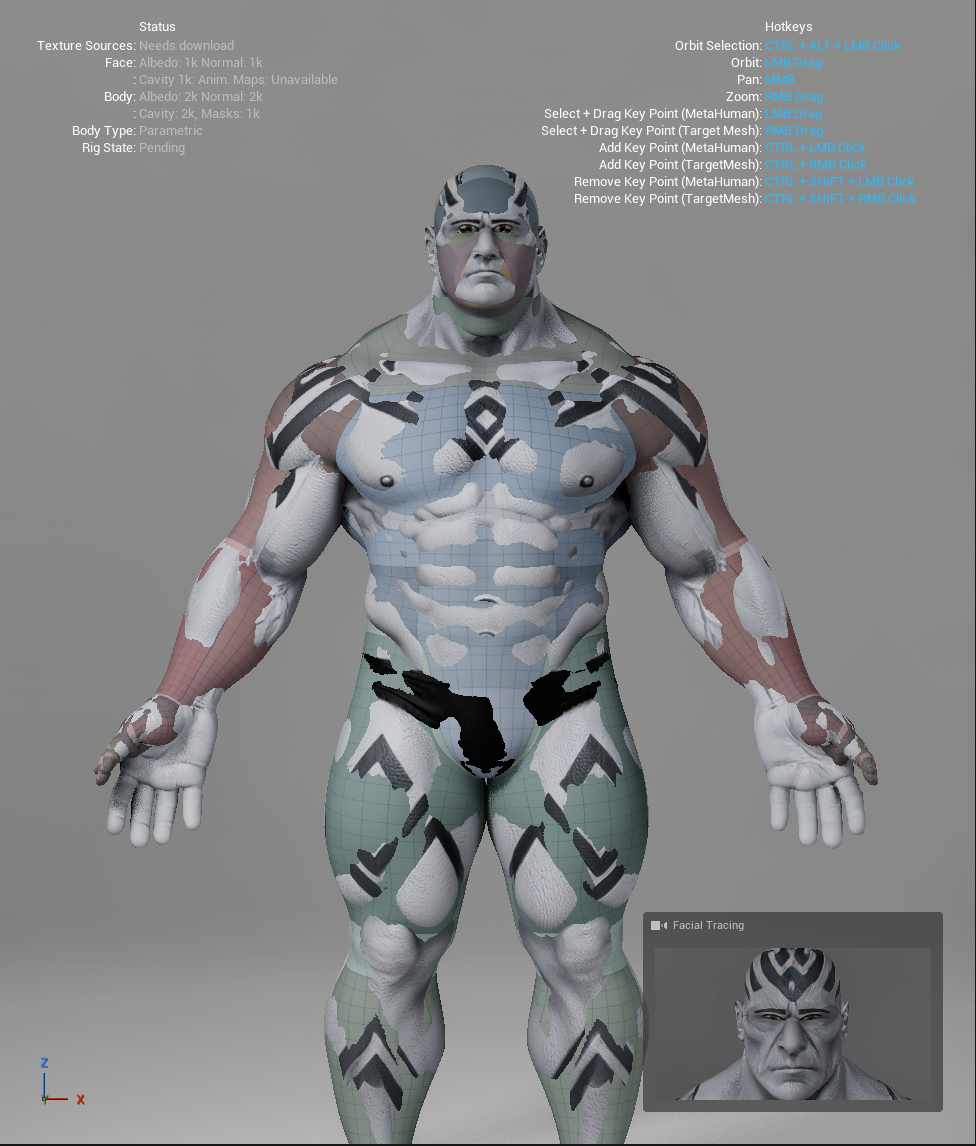 Status
Texture Sources: Needs download
Face: Albedo: 1k Normal: 1k
: Cavity 1k: Anim. Maps: Unavailable
Body: Albedo: 2k Normal: 2k
: Cavity: 2k, Masks: 1k
Body Type: Parametric
Rig State: Pending
Hotkeys
Orbit Selection: CTRL + ALT + LMB Click
Orbit: LMB Drag
Pan: MMB
Zoom: RMB Drag
Select + Drag Key Point (MetaHuman): LMB Drag
Select + Drag Key Point (Target Mesh): RMB Drag
Add Key Point (MetaHuman): CTRL + LMB Click
Add Key Point (TargetMesh): CTRL + RMB Click
Remove Key Point (MetaHuman): CTRL + SHIFT + LMB Click
Remove Key Point (TargetMesh): CTRL + SHIFT + RMB Click
Facial Tracing
Z
Y X